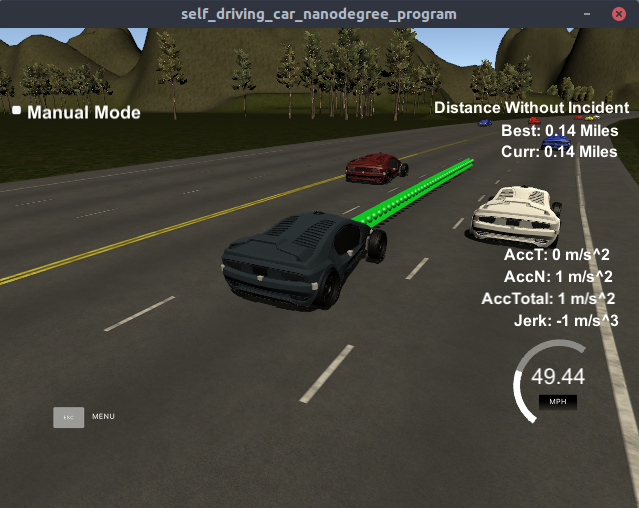 self_driving_car_nanodegree_program
Manual Mode
Distance Without Incident
Best: 0.14 Miles
Curr: 0.14 Miles
AccT: 0 m/s^2
AccN: 1 m/s^2
AccTotal: 1 m/s^2
Jerk: -1 m/s^3
49.44
MPH
ESC MENU